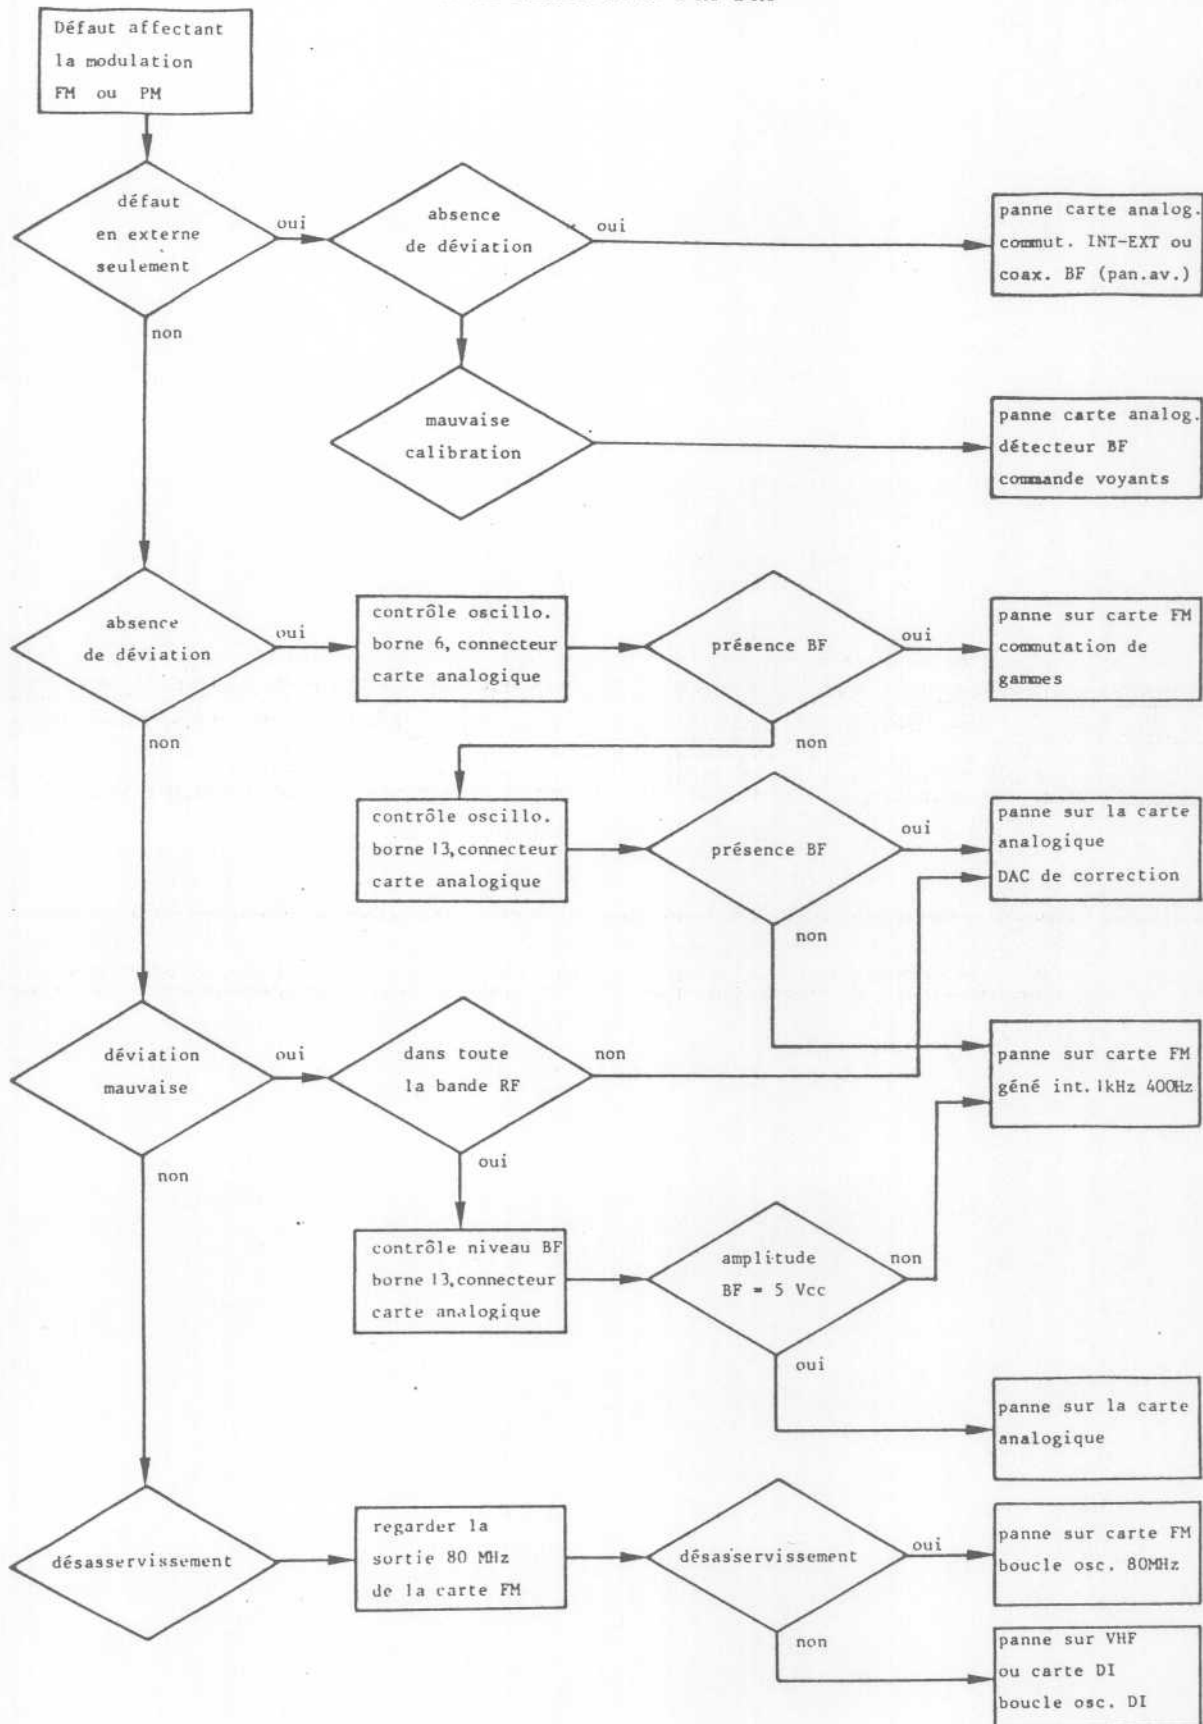 Défaut affectant
la modulation
FM ou PM
défaut
en externe
seulement
oui
absence
de déviation
oui
panne carte analog.
commut. INT-EXT ou
coax. BF (pan.av.)
non
mauvaise
calibration
panne carte analog.
détecteur BF
commande voyants
absence
de déviation
oui
contrôle oscillo.
borne 6, connecteur
carte analogique
présence BF
oui
panne sur carte FM
commutation de
gammes
non
non
contrôle oscillo.
borne 13, connecteur
carte analogique
présence BF
oui
panne sur la carte
analogique
DAC de correction
non
déviation
mauvaise
oui
dans toute
la bande RF
non
panne sur carte FM
géné int. 1kHz 400Hz
non
oui
contrôle niveau BF
borne 13, connecteur
carte analogique
amplitude
BF = 5 Vcc
non
oui
panne sur la carte
analogique
désasservissement
regarder la
sortie 80 MHz
de la carte FM
désasservissement
oui
panne sur carte FM
boucle osc. 80MHz
non
panne sur VHF
ou carte DI
boucle osc. DI